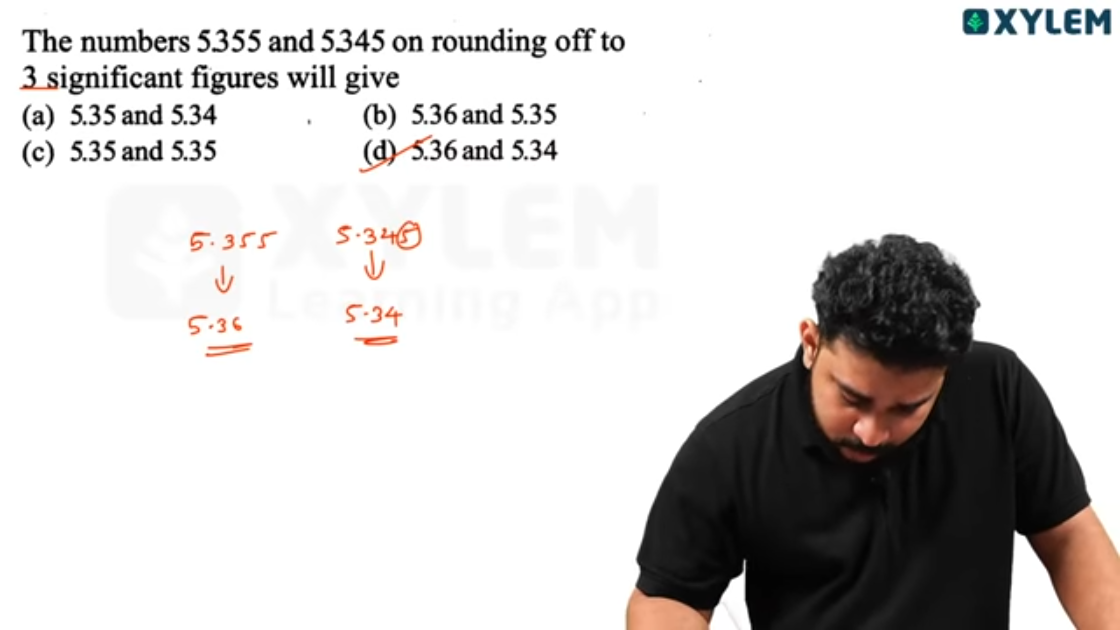 XYLEM
The numbers 5.355 and 5.345 on rounding off to
3 significant figures will give
(a) 5.35 and 5.34
(b) 5.36 and 5.35
(c) 5.35 and 5.35
(d) 5.36 and 5.34
XYLEM
Learning App
5.355 5.345
5.36 5.34